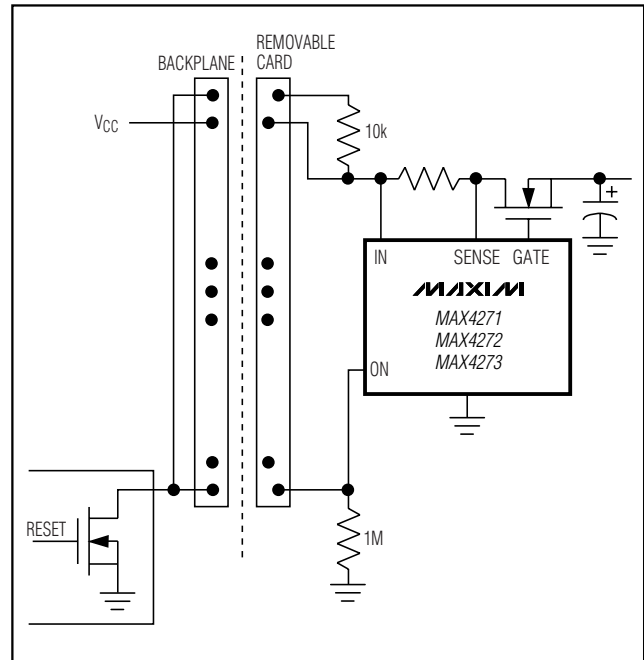 BACKPLANE
REMOVABLE
CARD
VCC
10k
IN
SENSE
GATE
MAXIM
MAX4271
MAX4272
MAX4273
ON
RESET
1M
+